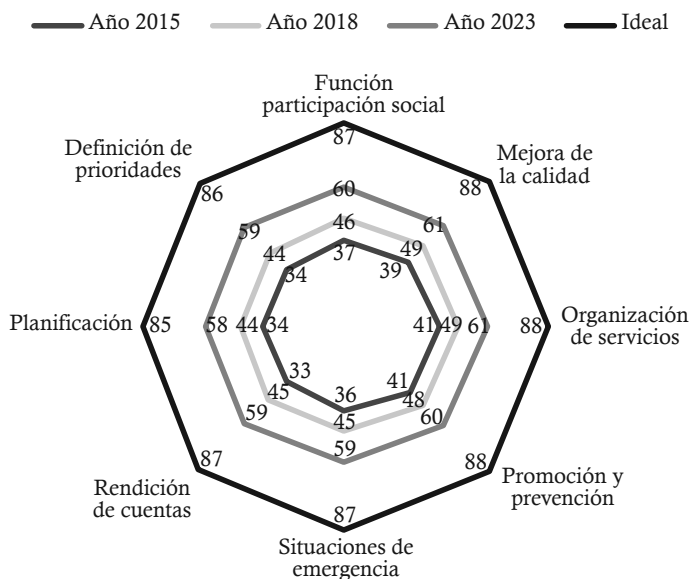 Año 2015 Año 2018 Año 2023 Ideal
Función
participación social
87
Definición de
prioridades
Mejora de
la calidad
86
88
60
59
61
46
44
49
37
34
39
Planificación
85
58
44
34
41
49
61
88
Organización
de servicios
33
41
36
45
48
45
59
60
59
87
88
Rendición
de cuentas
Promoción y
prevención
87
Situaciones de
emergencia